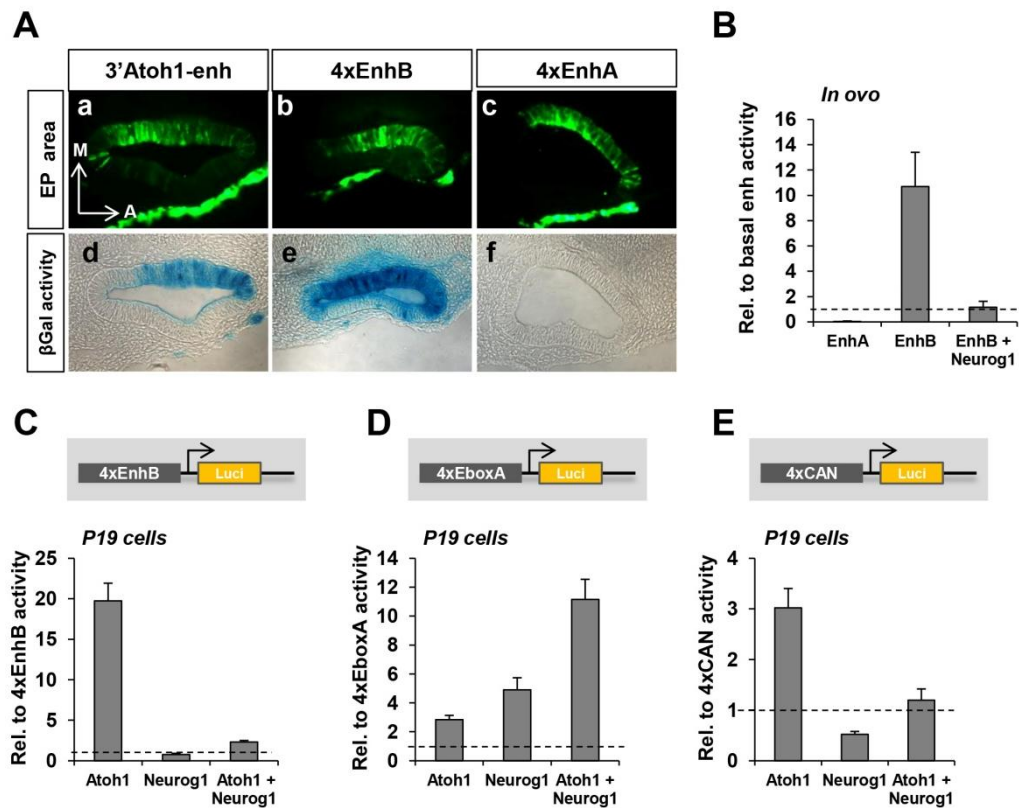 A
3'Atoh1-enh
4xEnhB
4xEnhA
EP area
a
M
A
b
c
βGal activity
d
e
f
B
In ovo
Rel. to basal enh activity
16
14
12
10
8
6
4
2
1
0
EnhA
EnhB
EnhB +
Neurog1
C
4xEnhB
Luci
P19 cells
Rel. to 4xEnhB activity
25
20
15
10
5
1
0
Atoh1
Neurog1
Atoh1 +
Neurog1
D
4xEboxA
Luci
P19 cells
Rel. to 4xEboxA activity
14
12
10
8
6
4
2
1
0
Atoh1
Neurog1
Atoh1 +
Neurog1
E
4xCAN
Luci
P19 cells
Rel. to 4xCAN activity
4
3
2
1
0
Atoh1
Neurog1
Atoh1 +
Neurog1